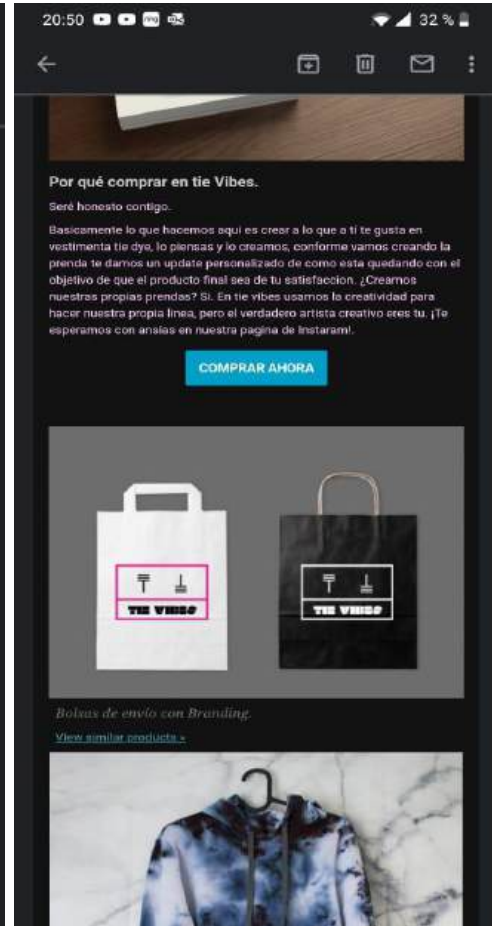 20:50
32 %
Por qué comprar en tie Vibes.
Seré honesto contigo.
Basicamente lo que hacemos aqui es crear a lo que a ti te gusta en
vestimenta tie dye, lo piensas y lo creamos, conforme vamos creando la
prenda te damos un update personalizado de como esta quedando con el
objetivo de que el producto final sea de tu satisfaccion. ¿Creamos
nuestras propias prendas? Si. En tie vibes usamos la creatividad para
hacer nuestra propia linea, pero el verdadero artista creativo eres tu. ¡Te
esperamos con ansias en nuestra pagina de Instaram!.
COMPRAR AHORA
TIE VIBES
TIE VIBES
Bolsas de envío con Branding.
View similar products »